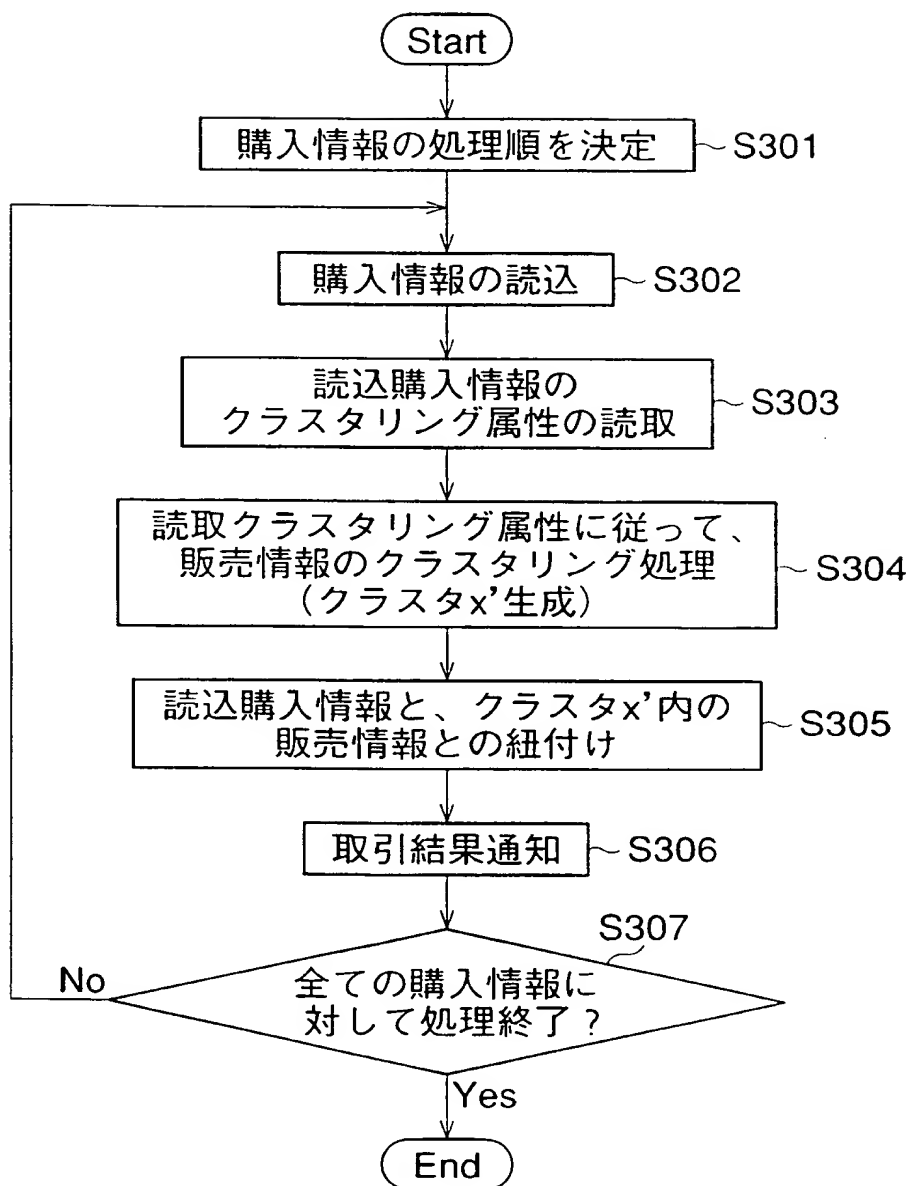 Start
購入情報の処理順を決定
S301
購入情報の読込
S302
読込購入情報の
クラスタリング属性の読取
S303
読取クラスタリング属性に従って、
販売情報のクラスタリング処理
（クラスタx’生成）
S304
読込購入情報と、クラスタx’内の
販売情報との紐付け
S305
取引結果通知
S306
S307
全ての購入情報に
対して処理終了？
No
Yes
End